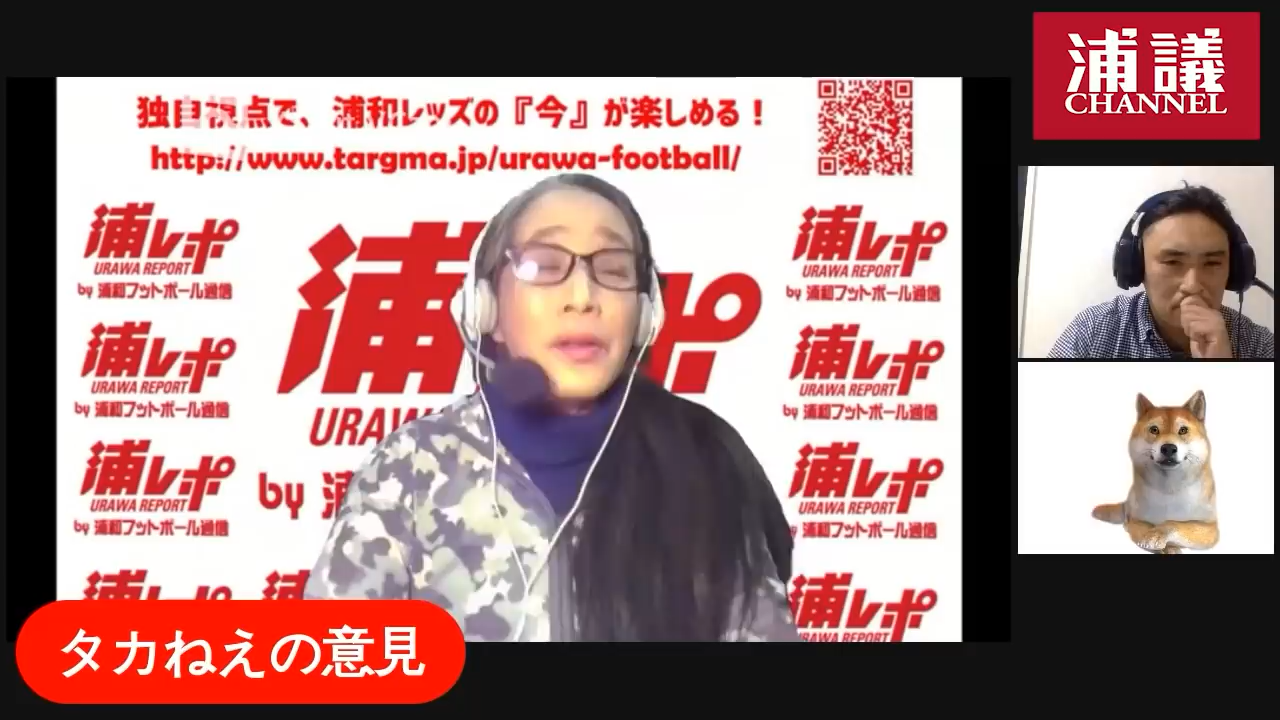 浦議
CHANNEL
独自視点で、浦和レッズの『今』が楽しめる！
http://www.targma.jp/urawa-football/
浦レポ
URAWA REPORT
by 浦和フットボール通信
浦レポ
URAWA REPORT
by 浦和フットボール通信
浦レポ
URAWA REPORT
by 浦和フットボール通信
浦 ポ
URAW
by 浦
浦レポ
URAWA REPORT
by 浦和フットボール通信
浦レポ
URAWA REPORT
by 浦和フットボール通信
浦レポ
URAWA REPORT
by 浦和フットボール通信
浦レポ
URAWA REPORT
タカねえの意見